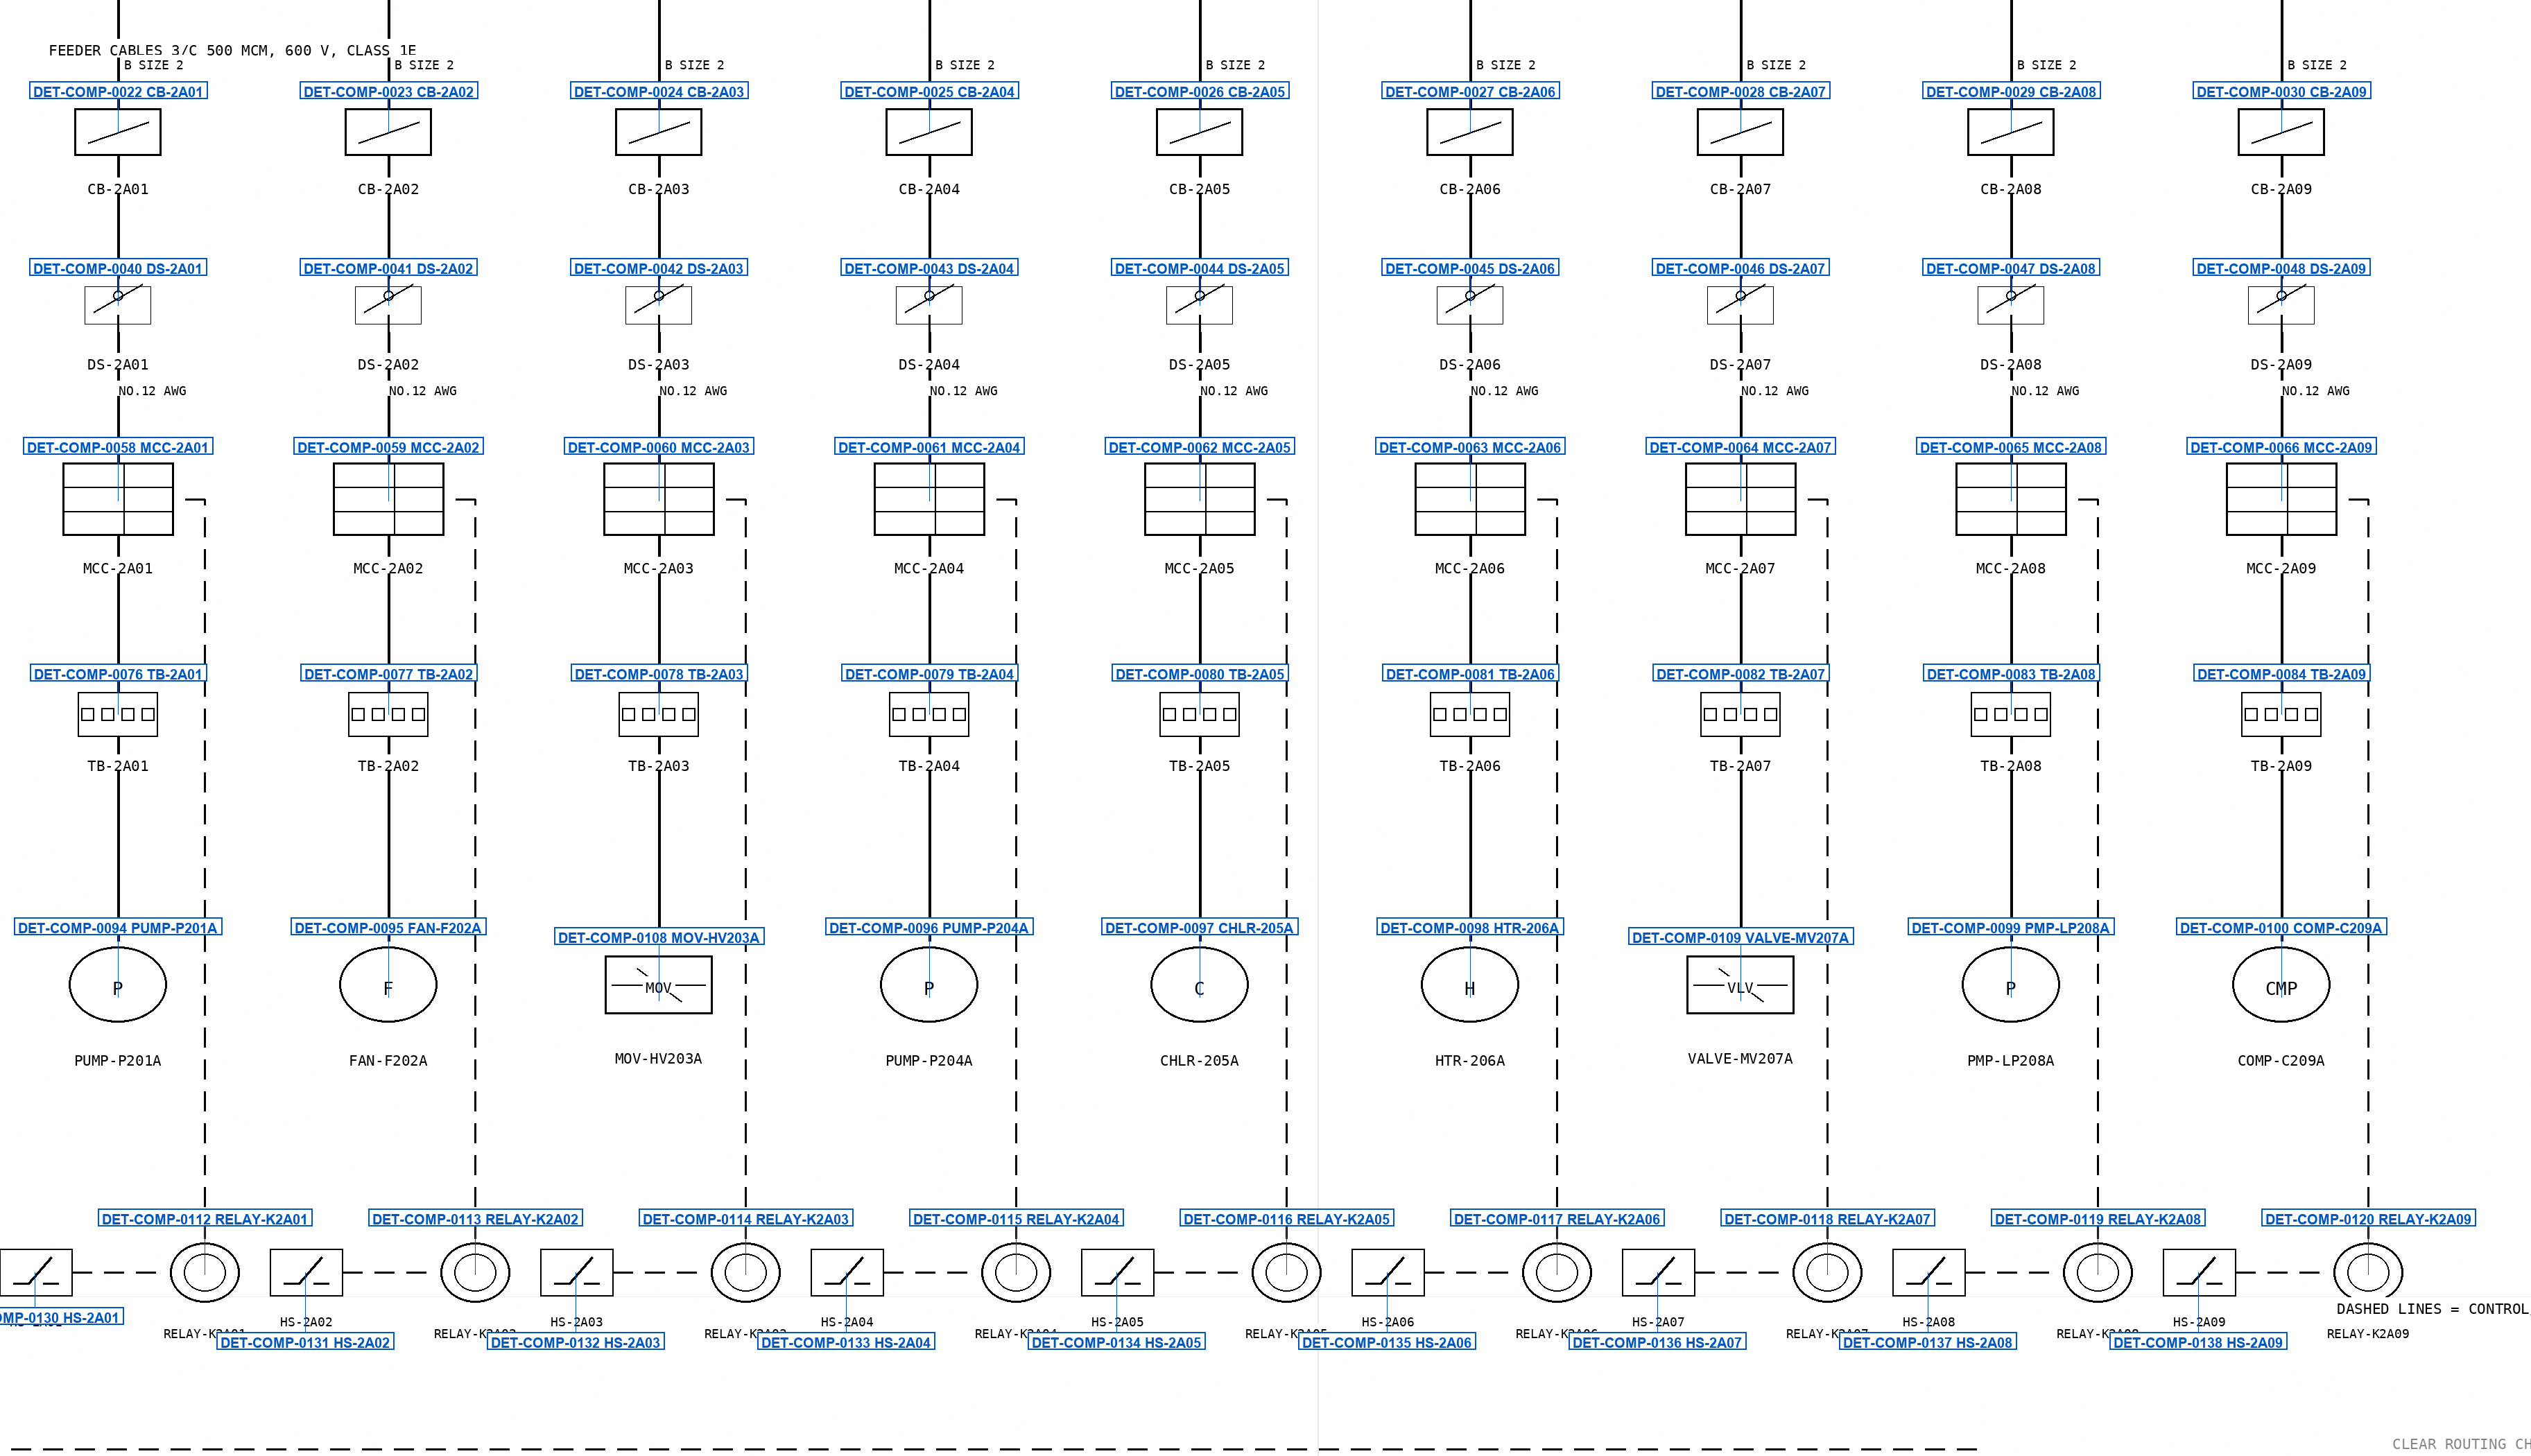 FEEDER CABLES 3/C 500 MCM, 600 V, CLASS 1E
B SIZE 2 B SIZE 2 B SIZE 2 B SIZE 2 B SIZE 2 B SIZE 2 B SIZE 2 B SIZE 2 B SIZE 2
DET-COMP-0022 CB-2A01 DET-COMP-0023 CB-2A02 DET-COMP-0024 CB-2A03 DET-COMP-0025 CB-2A04 DET-COMP-0026 CB-2A05 DET-COMP-0027 CB-2A06 DET-COMP-0028 CB-2A07 DET-COMP-0029 CB-2A08 DET-COMP-0030 CB-2A09
CB-2A01 CB-2A02 CB-2A03 CB-2A04 CB-2A05 CB-2A06 CB-2A07 CB-2A08 CB-2A09
DET-COMP-0040 DS-2A01 DET-COMP-0041 DS-2A02 DET-COMP-0042 DS-2A03 DET-COMP-0043 DS-2A04 DET-COMP-0044 DS-2A05 DET-COMP-0045 DS-2A06 DET-COMP-0046 DS-2A07 DET-COMP-0047 DS-2A08 DET-COMP-0048 DS-2A09
DS-2A01 DS-2A02 DS-2A03 DS-2A04 DS-2A05 DS-2A06 DS-2A07 DS-2A08 DS-2A09
NO.12 AWG NO.12 AWG NO.12 AWG NO.12 AWG NO.12 AWG NO.12 AWG NO.12 AWG NO.12 AWG NO.12 AWG
DET-COMP-0058 MCC-2A01 DET-COMP-0059 MCC-2A02 DET-COMP-0060 MCC-2A03 DET-COMP-0061 MCC-2A04 DET-COMP-0062 MCC-2A05 DET-COMP-0063 MCC-2A06 DET-COMP-0064 MCC-2A07 DET-COMP-0065 MCC-2A08 DET-COMP-0066 MCC-2A09
MCC-2A01 MCC-2A02 MCC-2A03 MCC-2A04 MCC-2A05 MCC-2A06 MCC-2A07 MCC-2A08 MCC-2A09
DET-COMP-0076 TB-2A01 DET-COMP-0077 TB-2A02 DET-COMP-0078 TB-2A03 DET-COMP-0079 TB-2A04 DET-COMP-0080 TB-2A05 DET-COMP-0081 TB-2A06 DET-COMP-0082 TB-2A07 DET-COMP-0083 TB-2A08 DET-COMP-0084 TB-2A09
TB-2A01 TB-2A02 TB-2A03 TB-2A04 TB-2A05 TB-2A06 TB-2A07 TB-2A08 TB-2A09
DET-COMP-0094 PUMP-P201A DET-COMP-0095 FAN-F202A DET-COMP-0108 MOV-HV203A DET-COMP-0096 PUMP-P204A DET-COMP-0097 CHLR-205A DET-COMP-0098 HTR-206A DET-COMP-0109 VALVE-MV207A DET-COMP-0099 PMP-LP208A DET-COMP-0100 COMP-C209A
P F MOV P C H VLV P CMP
PUMP-P201A FAN-F202A MOV-HV203A PUMP-P204A CHLR-205A HTR-206A VALVE-MV207A PMP-LP208A COMP-C209A
DET-COMP-0112 RELAY-K2A01 DET-COMP-0113 RELAY-K2A02 DET-COMP-0114 RELAY-K2A03 DET-COMP-0115 RELAY-K2A04 DET-COMP-0116 RELAY-K2A05 DET-COMP-0117 RELAY-K2A06 DET-COMP-0118 RELAY-K2A07 DET-COMP-0119 RELAY-K2A08 DET-COMP-0120 RELAY-K2A09
DASHED LINES = CONTROL
OMP-0130 HS-2A01 HS-2A02 HS-2A03 HS-2A04 HS-2A05 HS-2A06 HS-2A07 HS-2A08 HS-2A09
RELAY-K2A01 RELAY-K2A02 RELAY-K2A03 RELAY-K2A04 RELAY-K2A05 RELAY-K2A06 RELAY-K2A07 RELAY-K2A08 RELAY-K2A09
DET-COMP-0131 HS-2A02 DET-COMP-0132 HS-2A03 DET-COMP-0133 HS-2A04 DET-COMP-0134 HS-2A05 DET-COMP-0135 HS-2A06 DET-COMP-0136 HS-2A07 DET-COMP-0137 HS-2A08 DET-COMP-0138 HS-2A09
CLEAR ROUTING CH